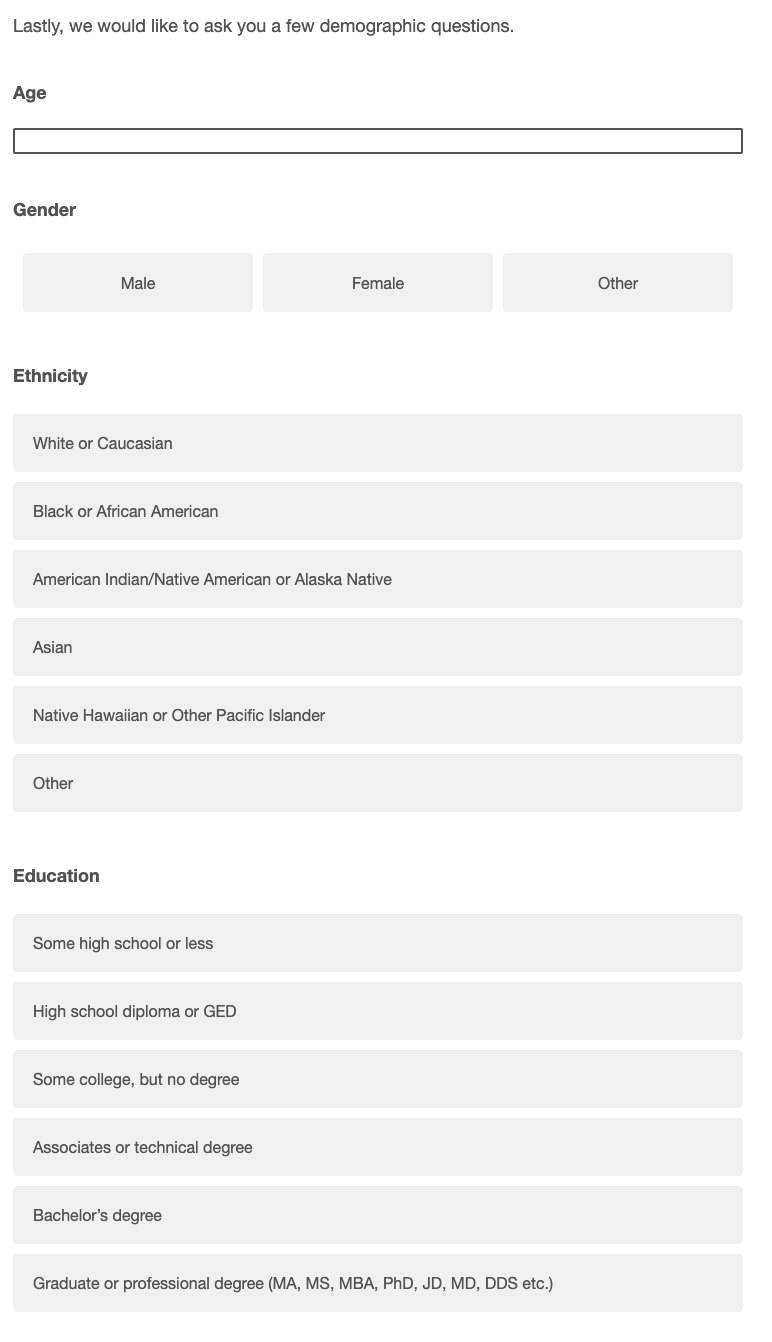 Lastly, we would like to ask you a few demographic questions.
Age
Gender
Male
Female
Other
Ethnicity
White or Caucasian
Black or African American
American Indian/Native American or Alaska Native
Asian
Native Hawaiian or Other Pacific Islander
Other
Education
Some high school or less
High school diploma or GED
Some college, but no degree
Associates or technical degree
Bachelor’s degree
Graduate or professional degree (MA, MS, MBA, PhD, JD, MD, DDS etc.)